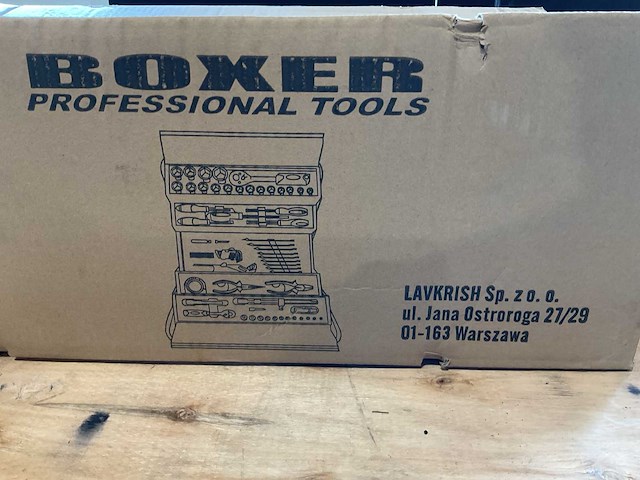 BOXER
PROFESSIONAL TOOLS
LAVKRISH Sp. z o. o.
ul. Jana Ostroroga 27/29
01-163 Warszawa